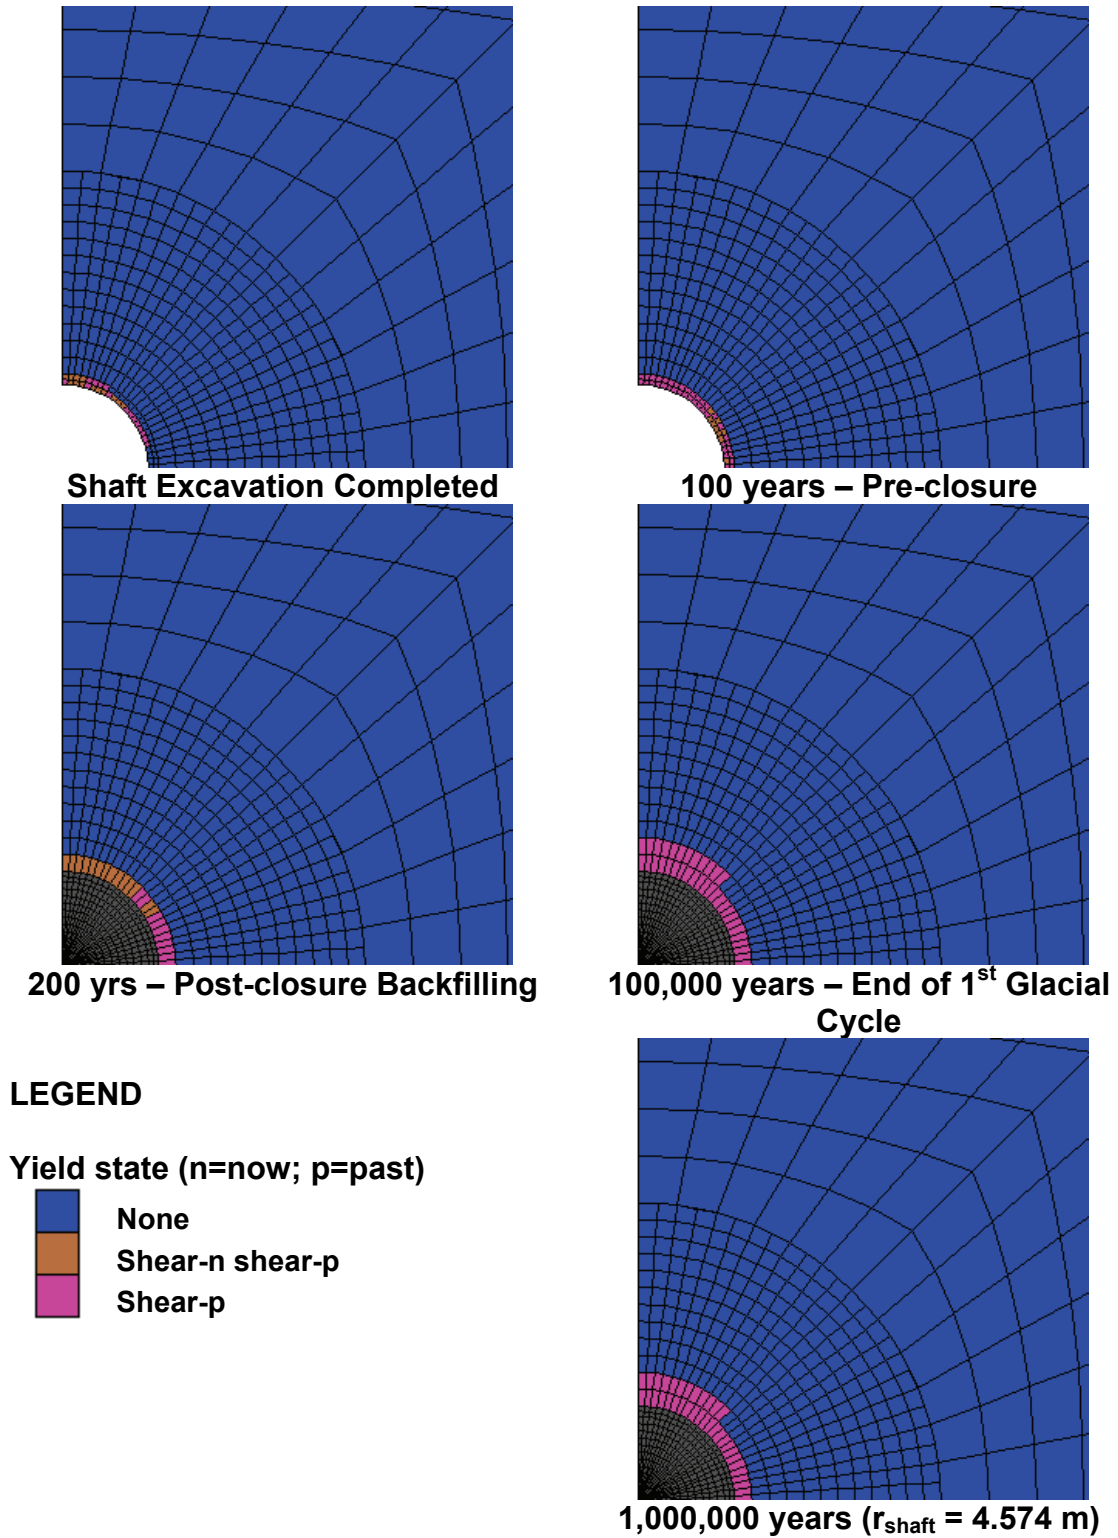 Shaft Excavation Completed
100 years – Pre-closure
200 yrs – Post-closure Backfilling
100,000 years – End of 1st Glacial
Cycle
LEGEND
Yield state (n=now; p=past)
None
Shear-n shear-p
Shear-p
1,000,000 years (rshaft = 4.574 m)